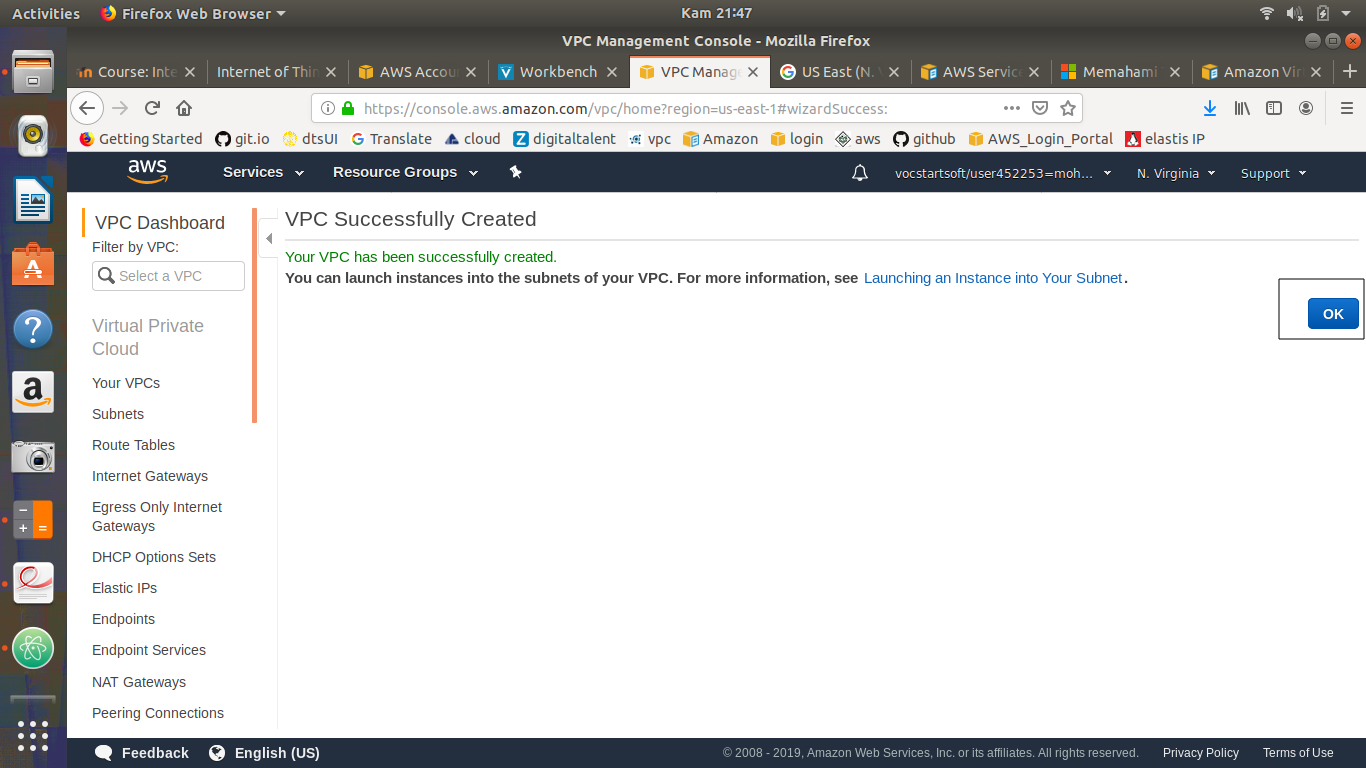 Activities Firefox Web Browser Kam 21:47
VPC Management Console - Mozilla Firefox
Course: Inte Internet of Thin AWS Accou Workbench VPC Manage US East (N. V AWS Servic Memahami Amazon Vir
https://console.aws.amazon.com/vpc/home?region=us-east-1#wizardSuccess:
Getting Started git.io dtsUI Translate cloud digitaltalent vpc Amazon login aws github AWS_Login_Portal elastis IP
aws Services Resource Groups vocstartsoft/user452253=moh... N. Virginia Support
VPC Dashboard
Filter by VPC:
Select a VPC
Virtual Private
Cloud
Your VPCs
Subnets
Route Tables
Internet Gateways
Egress Only Internet
Gateways
DHCP Options Sets
Elastic IPs
Endpoints
Endpoint Services
NAT Gateways
Peering Connections
VPC Successfully Created
Your VPC has been successfully created.
You can launch instances into the subnets of your VPC. For more information, see Launching an Instance into Your Subnet.
OK
Feedback English (US) © 2008 - 2019, Amazon Web Services, Inc. or its affiliates. All rights reserved. Privacy Policy Terms of Use